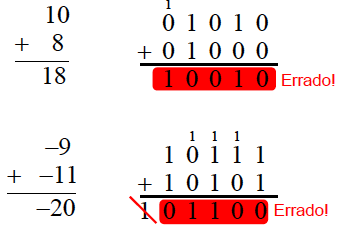 10
+ 8
18
1
0 1 0 1 0
+ 0 1 0 0 0
1 0 0 1 0 Errado!
–9
+ –11
–20
1 1 1
1 0 1 1 1
+ 1 0 1 0 1
1 0 1 1 0 0 Errado!